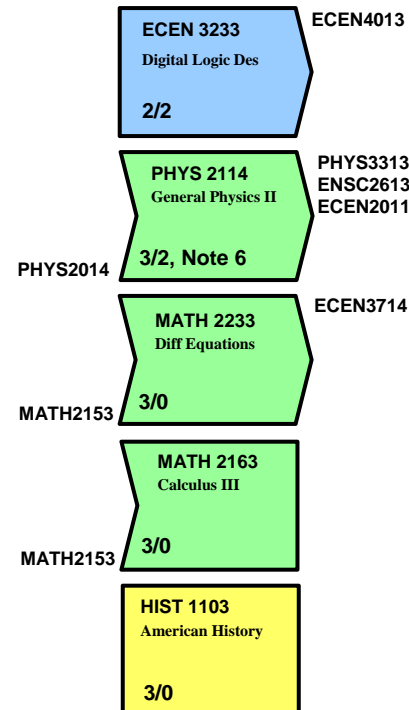 ECEN 3233
ECEN4013
Digital Logic Des
2/2
PHYS 2114
General Physics II
PHYS3313
ENSC2613
ECEN2011
3/2, Note 6
PHYS2014
MATH 2233
Diff Equations
ECEN3714
3/0
MATH2153
MATH 2163
Calculus III
3/0
MATH2153
HIST 1103
American History
3/0